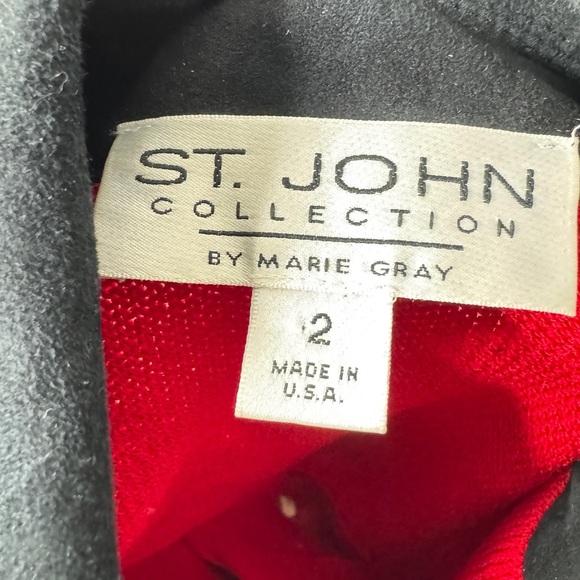 ST. JOHN
COLLECTION
BY MARIE GRAY
2
MADE IN
U.S.A.